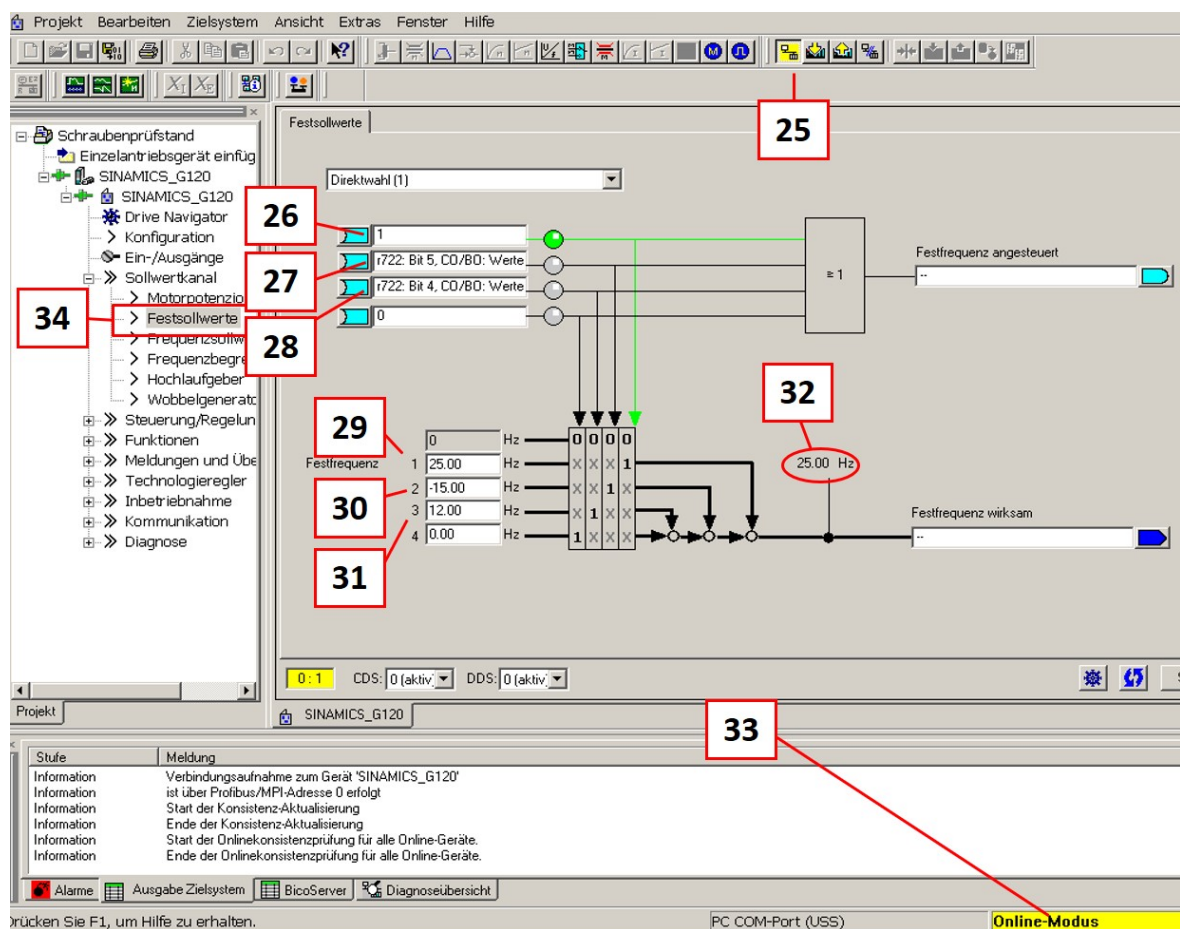 Projekt Bearbeiten Zielsystem Ansicht Extras Fenster Hilfe
25
Schraubenprüfstand
Einzelantriebsgerät einfüg
SINAMICS_G120
SINAMICS_G120
Drive Navigator
> Konfiguration
Ein-/Ausgänge
>> Sollwertkanal
> Motorpotenzio
> Festsollwerte
> Frequenzsollw
> Frequenzbegre
> Hochlaufgeber
> Wobbelgenerato
>> Steuerung/Regelun
>> Funktionen
>> Meldungen und Übe
>> Technologieregler
>> Inbetriebnahme
>> Kommunikation
>> Diagnose
34
Projekt
Festsollwerte
Direktwahl (1)
26
1
27
r722: Bit 5, CO/BO: Werte
28
r722: Bit 4, CO/BO: Werte
0
≥ 1
Festfrequenz angesteuert
--
32
29
0 Hz 0 0 0 0
Festfrequenz 1 25.00 Hz X X X 1
25.00 Hz
30
2 -15.00 Hz X X 1 X
31
3 12.00 Hz X 1 X X
4 0.00 Hz 1 X X X
Festfrequenz wirksam
--
0 : 1 CDS: 0 (aktiv) DDS: 0 (aktiv)
SINAMICS_G120
33
Stufe Meldung
Information Verbindungsaufnahme zum Gerät 'SINAMICS_G120'
Information ist über Profibus/MPI-Adresse 0 erfolgt
Information Start der Konsistenz-Aktualisierung
Information Ende der Konsistenz-Aktualisierung
Information Start der Onlinekonsistenzprüfung für alle Online-Geräte.
Information Ende der Onlinekonsistenzprüfung für alle Online-Geräte.
Alarme Ausgabe Zielsystem BicoServer Diagnoseübersicht
Drücken Sie F1, um Hilfe zu erhalten. PC COM-Port (USS) Online-Modus